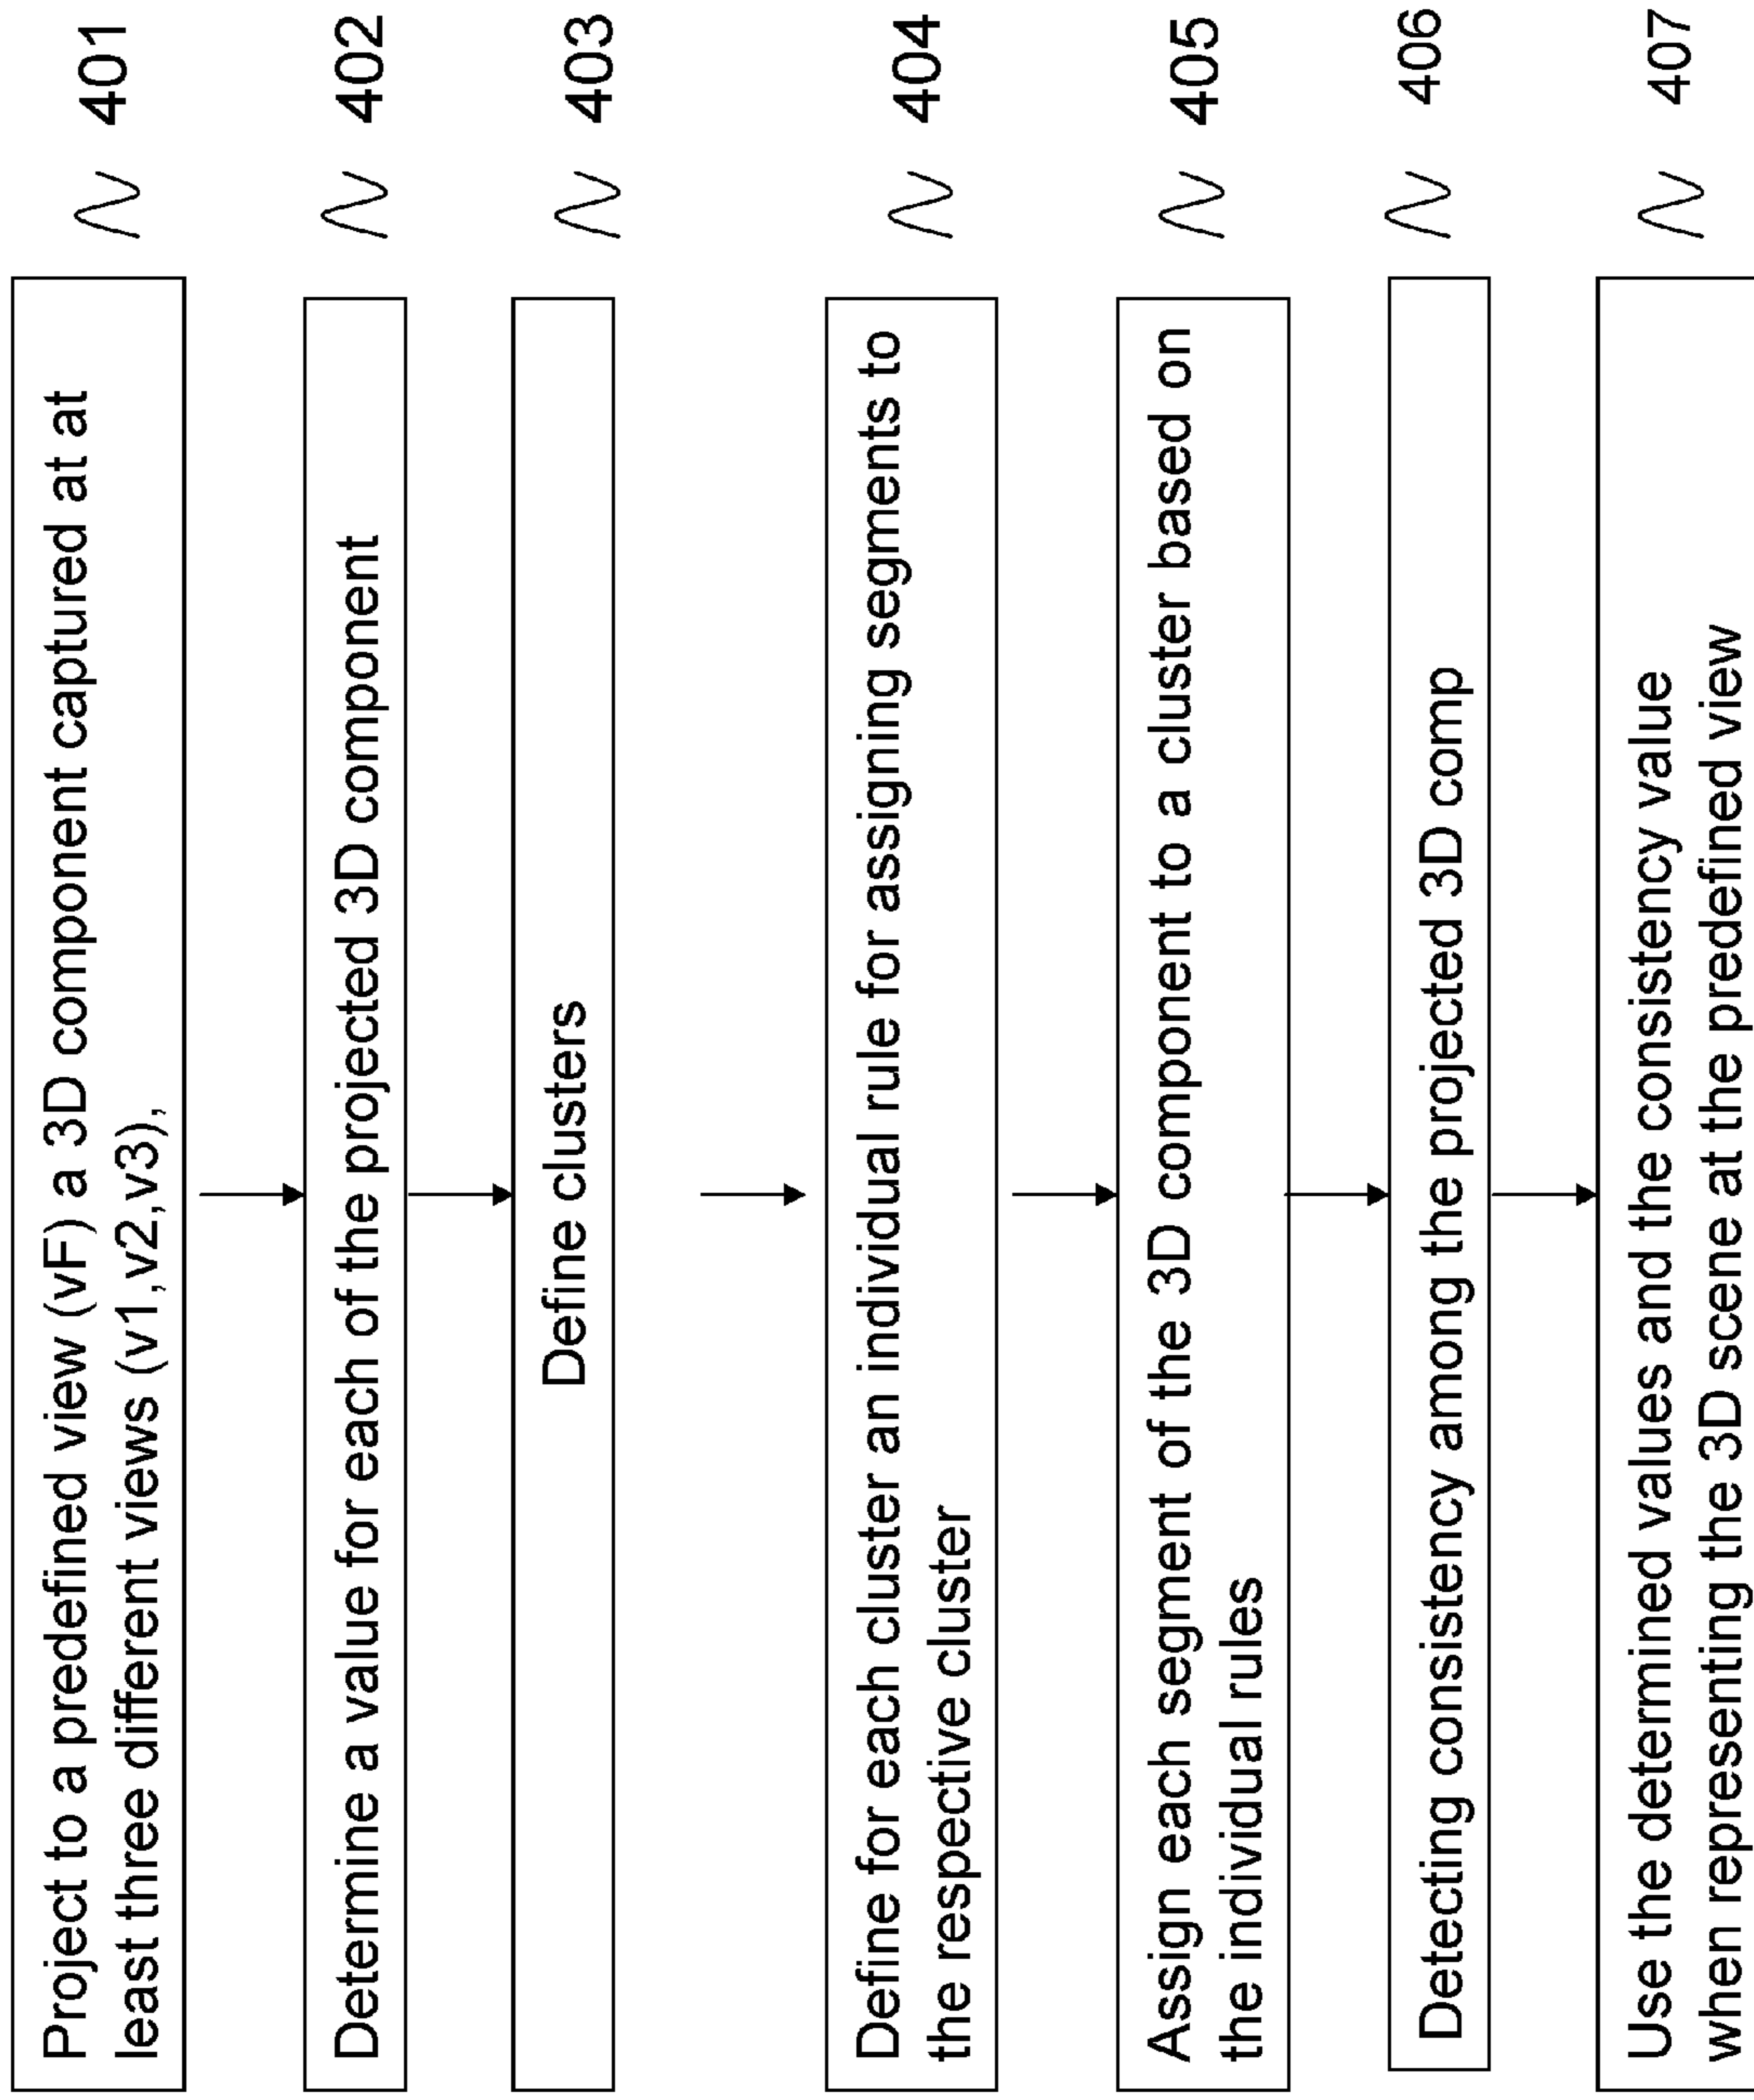 Project to a predefined view (vF) a 3D component captured at at
least three different views (v1,v2,v3),
401
Determine a value for each of the projected 3D component
402
Define clusters
403
Define for each cluster an individual rule for assigning segments to
the respective cluster
404
Assign each segment of the 3D component to a cluster based on
the individual rules
405
Detecting consistency among the projected 3D comp
406
Use the determined values and the consistency value
when representing the 3D scene at the predefined view
407